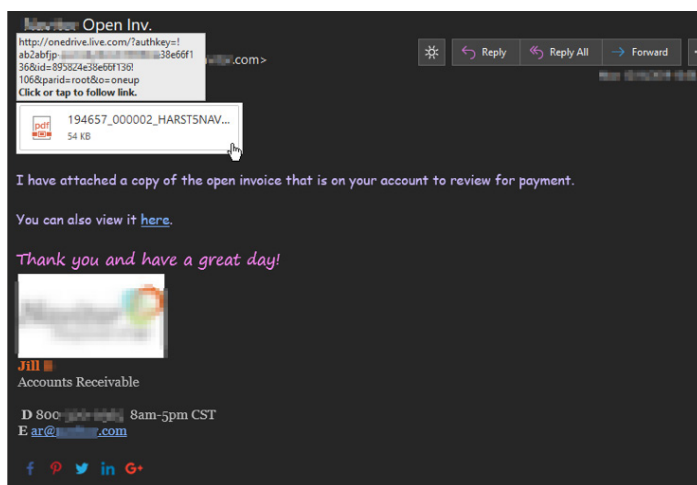 Open Inv.
http://onedrive.live.com/?authkey=!
ab2abfjp- 38e66f1
36&id=895824e38e66f136!
106&parid=root&o=oneup
Click or tap to follow link.
.com>
Reply
Reply All
Forward
pdf
194657_000002_HARST5NAV...
54 KB
I have attached a copy of the open invoice that is on your account to review for payment.
You can also view it here.
Thank you and have a great day!
Jill
Accounts Receivable
D 800 8am-5pm CST
E ar@ .com